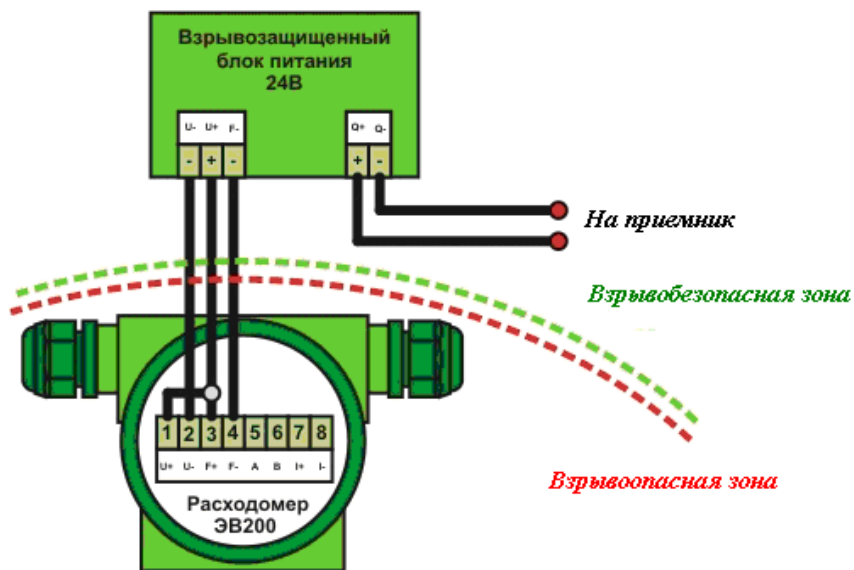 Взрывозащищенный
блок питания
24В
U- U+ F- Q+ Q-
- + - + -
На приемник
Взрывобезопасная зона
1 2 3 4 5 6 7 8
U+ U- F+ F- A B I+ I-
Взрывоопасная зона
Расходомер
ЭВ200